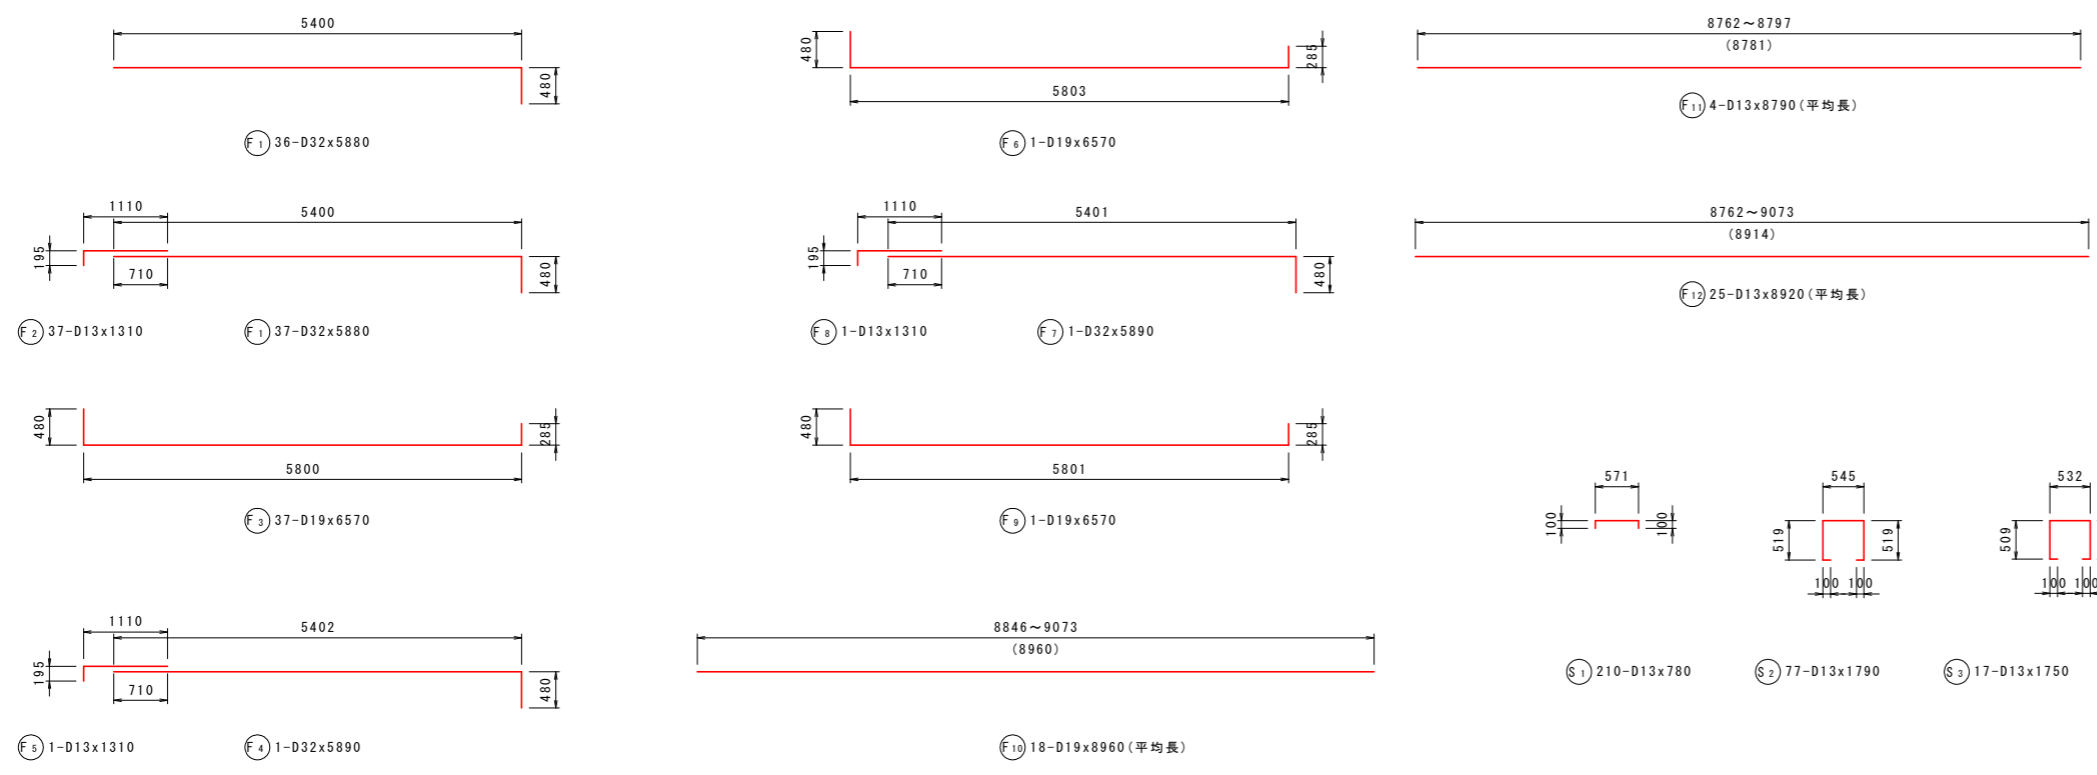 5400
480
F1 36-D32x5880
480
285
5803
F6 1-D19x6570
8762～8797
(8781)
F11 4-D13x8790(平均長)
1110
5400
195
710
480
F2 37-D13x1310
F1 37-D32x5880
1110
5401
195
710
480
F8 1-D13x1310
F7 1-D32x5890
8762～9073
(8914)
F12 25-D13x8920(平均長)
480
285
5800
F3 37-D19x6570
480
285
5801
F9 1-D19x6570
1110
5402
195
710
480
F5 1-D13x1310
F4 1-D32x5890
8846～9073
(8960)
F10 18-D19x8960(平均長)
571
100
100
S1 210-D13x780
545
519
519
100
100
S2 77-D13x1790
532
509
100
100
S3 17-D13x1750